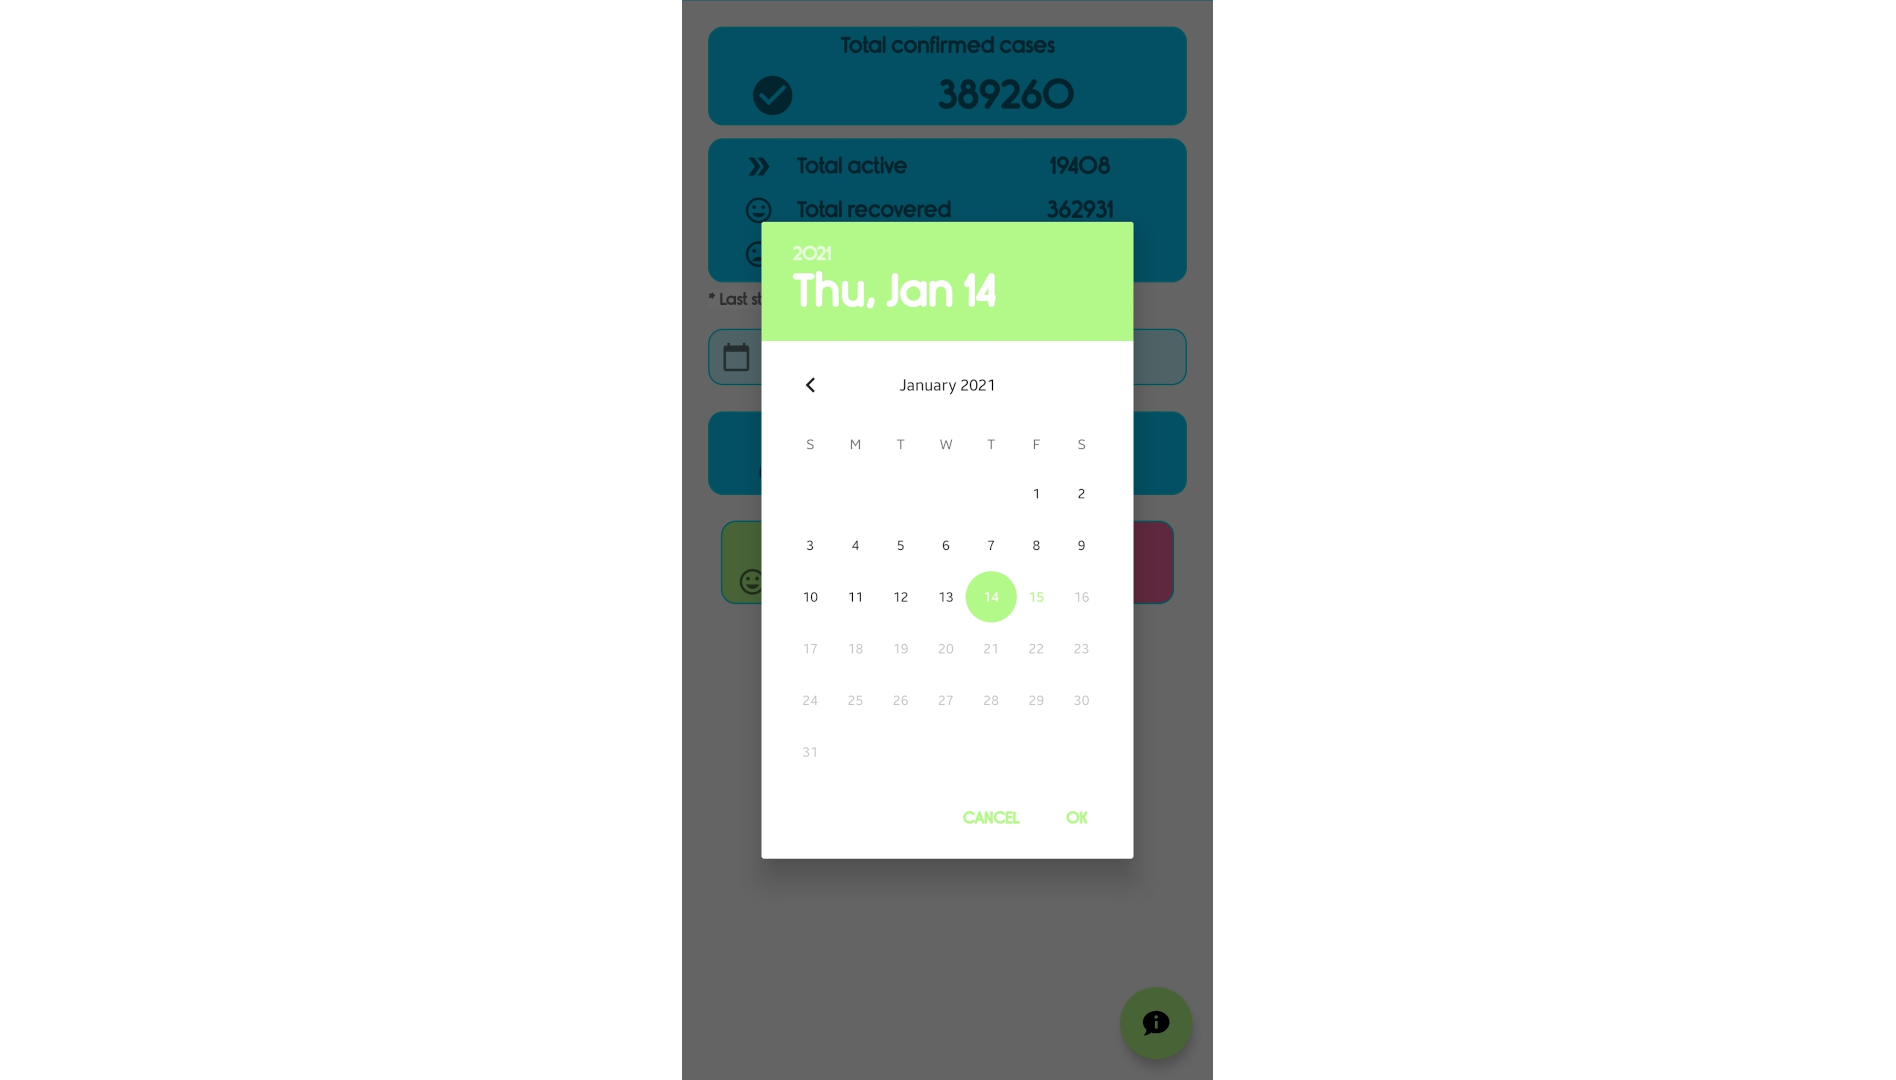 Total confirmed cases
389260
Total active 19408
Total recovered 362931
2021
Thu, Jan 14
* Last st
January 2021
S M T W T F S
1 2
3 4 5 6 7 8 9
10 11 12 13 14 15 16
17 18 19 20 21 22 23
24 25 26 27 28 29 30
31
CANCEL OK